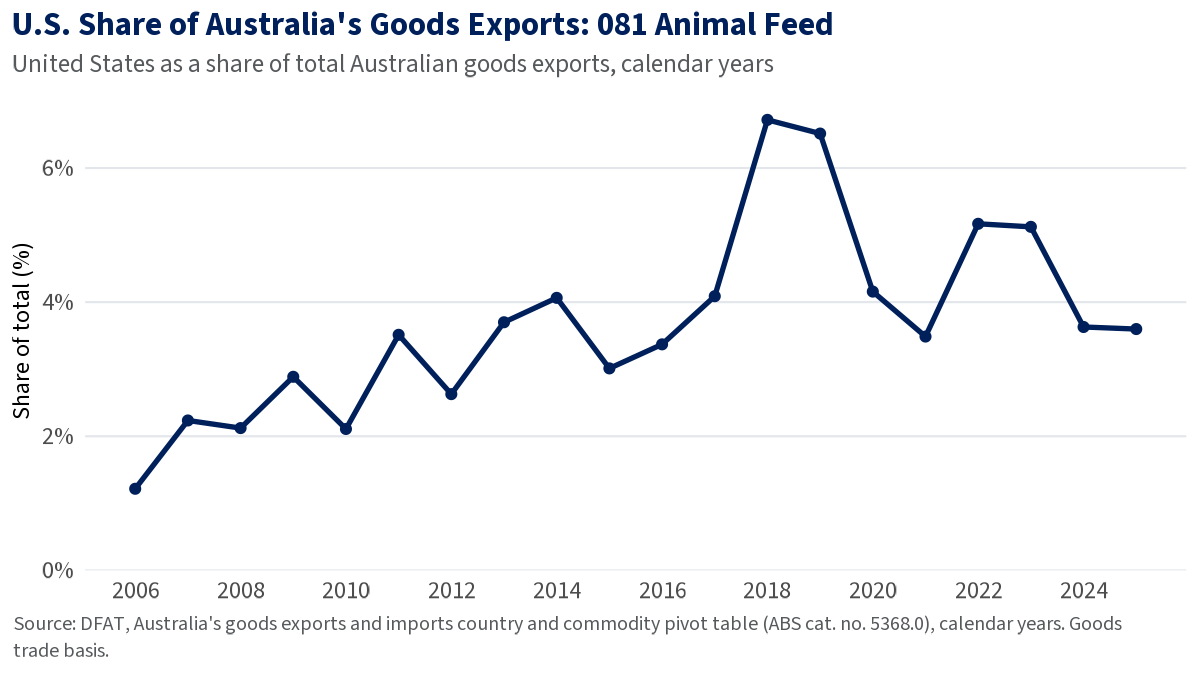 U.S. Share of Australia's Goods Exports: 081 Animal Feed
United States as a share of total Australian goods exports, calendar years
Share of total (%)
6%
4%
2%
0%
2006 2008 2010 2012 2014 2016 2018 2020 2022 2024
Source: DFAT, Australia's goods exports and imports country and commodity pivot table (ABS cat. no. 5368.0), calendar years. Goods
trade basis.